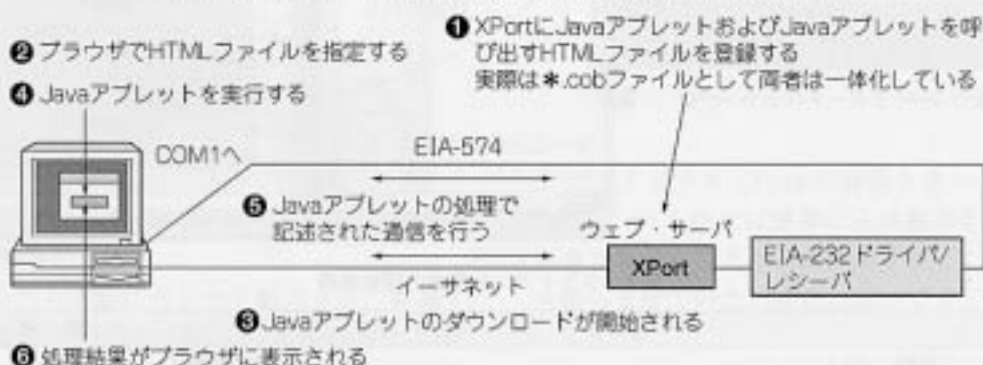 ❶ XPortにJavaアプレットおよびJavaアプレットを呼
び出すHTMLファイルを登録する
実際は＊.cobファイルとして両者は一体化している
❷ ブラウザでHTMLファイルを指定する
❹ Javaアプレットを実行する
COM1へ
EIA-574
❺ Javaアプレットの処理で
記述された通信を行う
ウェブ・サーバ
XPort
EIA-232ドライバ/
レシーバ
イーサネット
❸ Javaアプレットのダウンロードが開始される
❻ 処理結果がブラウザに表示される